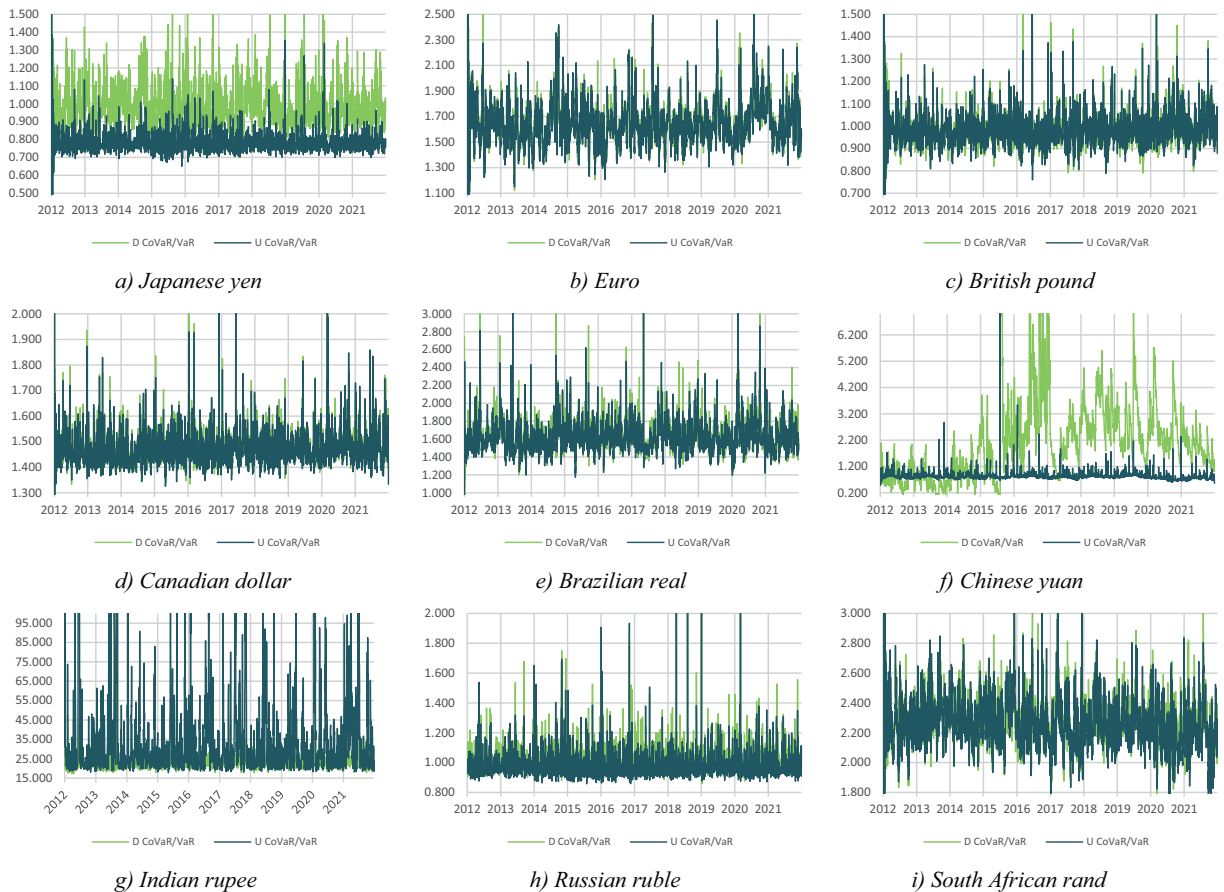 1.500
1.400
1.300
1.200
1.100
1.000
0.900
0.800
0.700
0.600
0.500
2012 2013 2014 2015 2016 2017 2018 2019 2020 2021
D CoVaR/VaR U CoVaR/VaR
a) Japanese yen
2.500
2.300
2.100
1.900
1.700
1.500
1.300
1.100
2012 2013 2014 2015 2016 2017 2018 2019 2020 2021
D CoVaR/VaR U CoVaR/VaR
b) Euro
1.500
1.400
1.300
1.200
1.100
1.000
0.900
0.800
0.700
2012 2013 2014 2015 2016 2017 2018 2019 2020 2021
D CoVaR/VaR U CoVaR/VaR
c) British pound
2.000
1.900
1.800
1.700
1.600
1.500
1.400
1.300
2012 2013 2014 2015 2016 2017 2018 2019 2020 2021
D CoVaR/VaR U CoVaR/VaR
d) Canadian dollar
3.000
2.800
2.600
2.400
2.200
2.000
1.800
1.600
1.400
1.200
1.000
2012 2013 2014 2015 2016 2017 2018 2019 2020 2021
D CoVaR/VaR U CoVaR/VaR
e) Brazilian real
6.200
5.200
4.200
3.200
2.200
1.200
0.200
2012 2013 2014 2015 2016 2017 2018 2019 2020 2021
D CoVaR/VaR U CoVaR/VaR
f) Chinese yuan
95.000
85.000
75.000
65.000
55.000
45.000
35.000
25.000
15.000
2012 2013 2014 2015 2016 2017 2018 2019 2020 2021
D CoVaR/VaR U CoVaR/VaR
g) Indian rupee
2.000
1.800
1.600
1.400
1.200
1.000
0.800
2012 2013 2014 2015 2016 2017 2018 2019 2020 2021
D CoVaR/VaR U CoVaR/VaR
h) Russian ruble
3.000
2.800
2.600
2.400
2.200
2.000
1.800
2012 2013 2014 2015 2016 2017 2018 2019 2020 2021
D CoVaR/VaR U CoVaR/VaR
i) South African rand